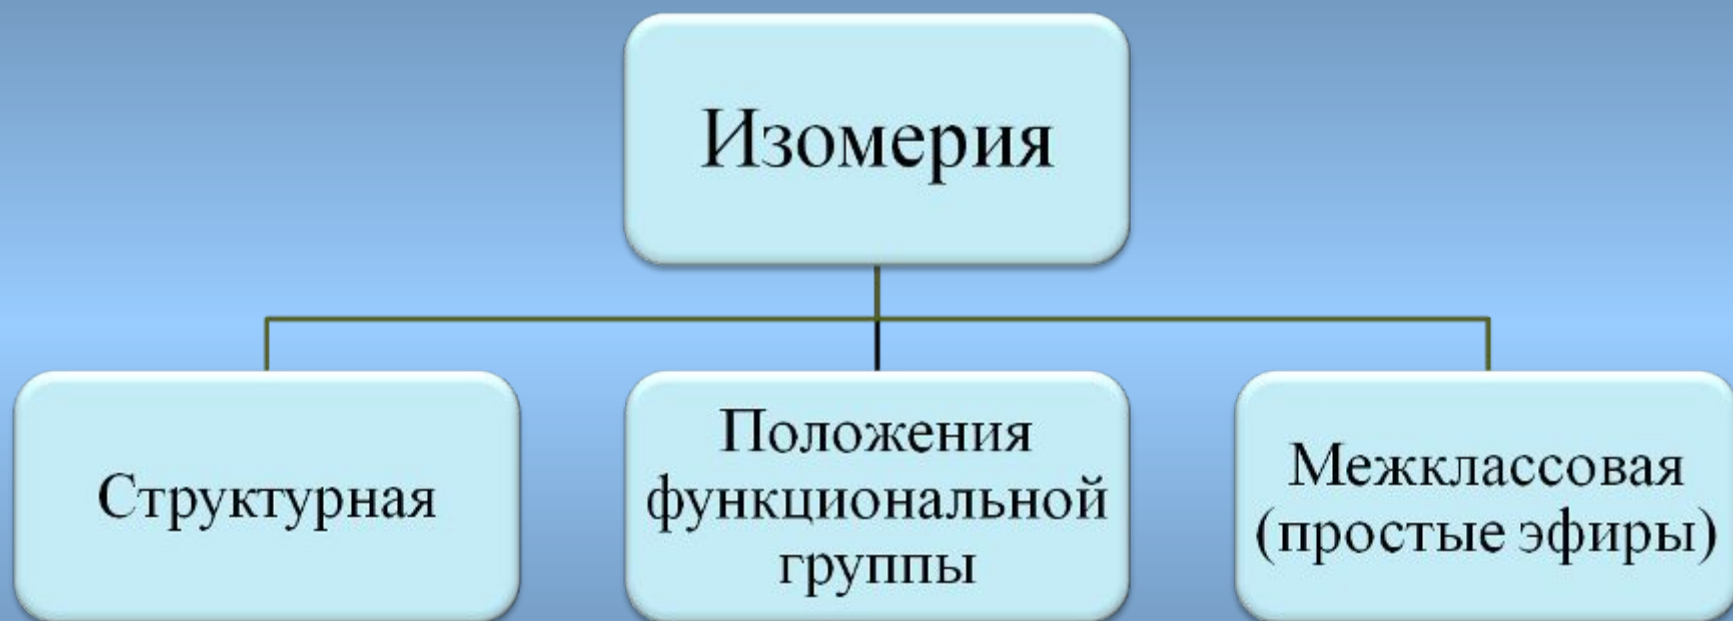 Изомерия
Структурная
Положения
функциональной
группы
Межклассовая
(простые эфиры)